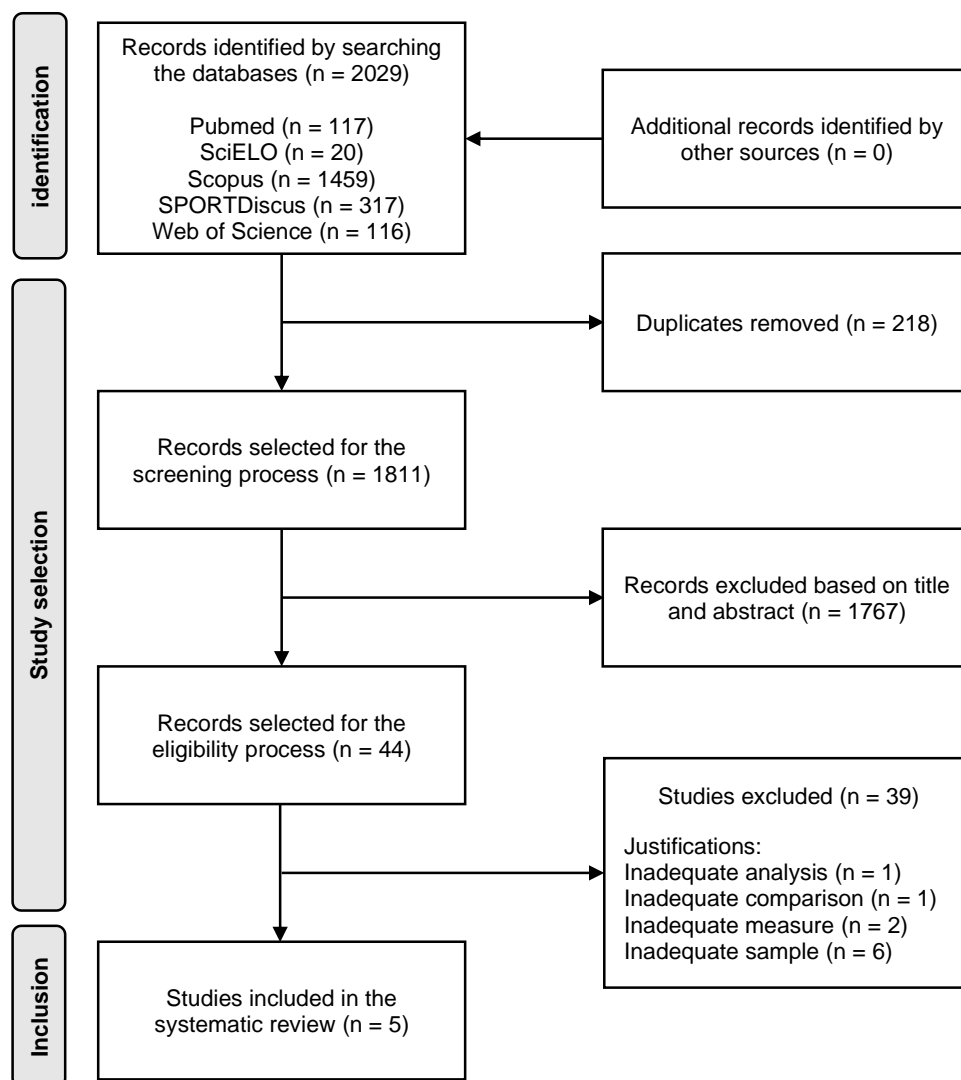 identification
Records identified by searching
the databases (n = 2029)
Pubmed (n = 117)
SciELO (n = 20)
Scopus (n = 1459)
SPORTDiscus (n = 317)
Web of Science (n = 116)
Additional records identified by
other sources (n = 0)
Study selection
Duplicates removed (n = 218)
Records selected for the
screening process (n = 1811)
Records excluded based on title
and abstract (n = 1767)
Records selected for the
eligibility process (n = 44)
Studies excluded (n = 39)
Justifications:
Inadequate analysis (n = 1)
Inadequate comparison (n = 1)
Inadequate measure (n = 2)
Inadequate sample (n = 6)
Inclusion
Studies included in the
systematic review (n = 5)